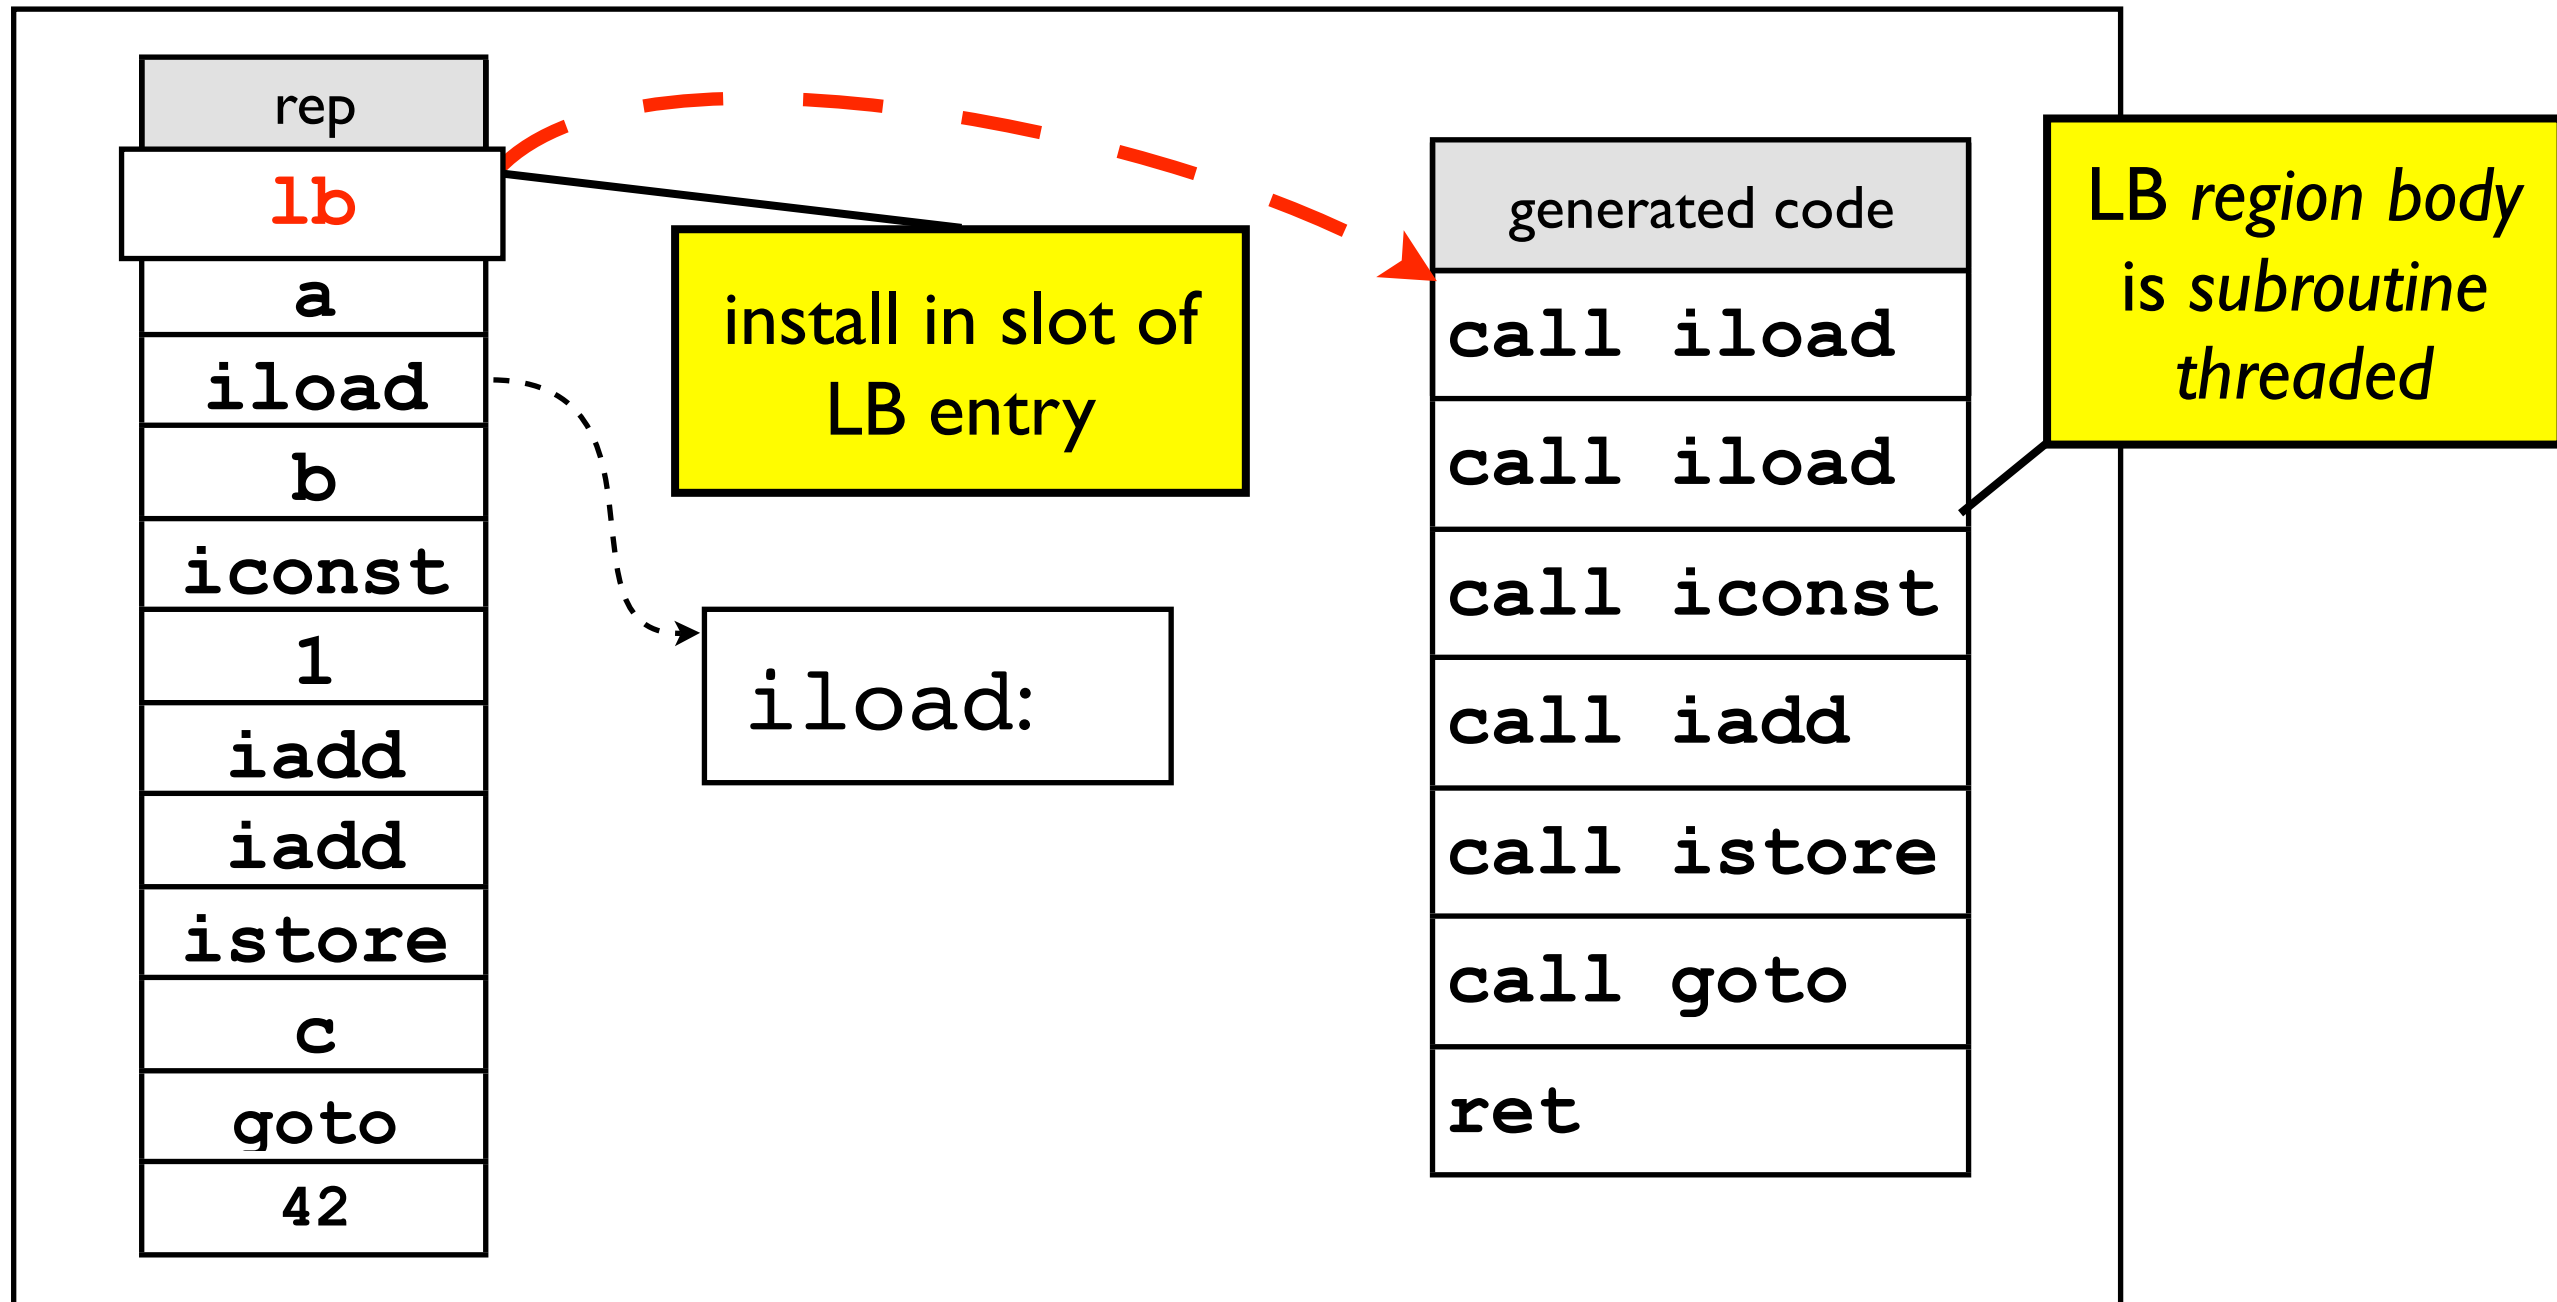 rep
lb
a
iload
b
iconst
1
iadd
iadd
istore
c
goto
42
install in slot of
LB entry
iload:
generated code
call iload
call iload
call iconst
call iadd
call istore
call goto
ret
LB region body
is subroutine
threaded